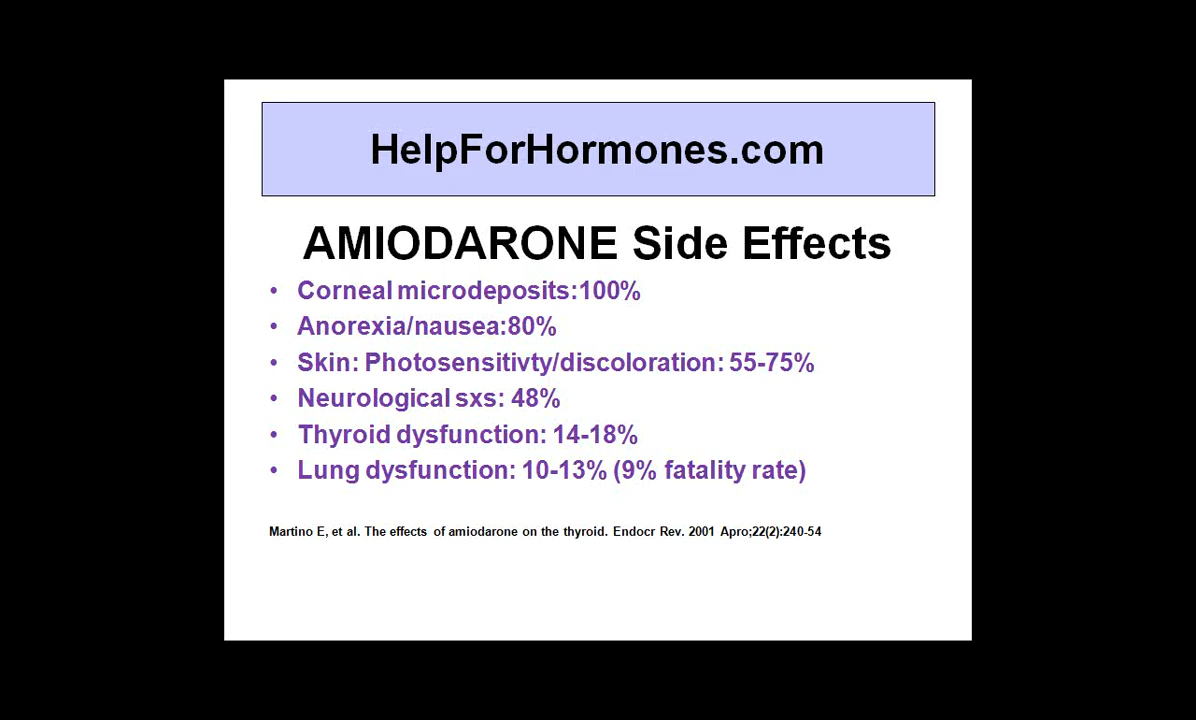 HelpForHormones.com
AMIODARONE Side Effects
• Corneal microdeposits:100%
• Anorexia/nausea:80%
• Skin: Photosensitivty/discoloration: 55-75%
• Neurological sxs: 48%
• Thyroid dysfunction: 14-18%
• Lung dysfunction: 10-13% (9% fatality rate)
Martino E, et al. The effects of amiodarone on the thyroid. Endocr Rev. 2001 Apro;22(2):240-54